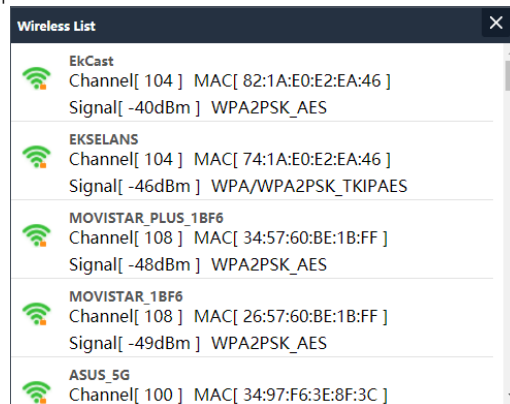 Wireless List
EkCast
Channel[ 104 ] MAC[ 82:1A:E0:E2:EA:46 ]
Signal[ -40dBm ] WPA2PSK_AES
EKSELANS
Channel[ 104 ] MAC[ 74:1A:E0:E2:EA:46 ]
Signal[ -46dBm ] WPA/WPA2PSK_TKIPAES
MOVISTAR_PLUS_1BF6
Channel[ 108 ] MAC[ 34:57:60:BE:1B:FF ]
Signal[ -48dBm ] WPA2PSK_AES
MOVISTAR_1BF6
Channel[ 108 ] MAC[ 26:57:60:BE:1B:FF ]
Signal[ -49dBm ] WPA2PSK_AES
ASUS_5G
Channel[ 100 ] MAC[ 34:97:F6:3E:8F:3C ]